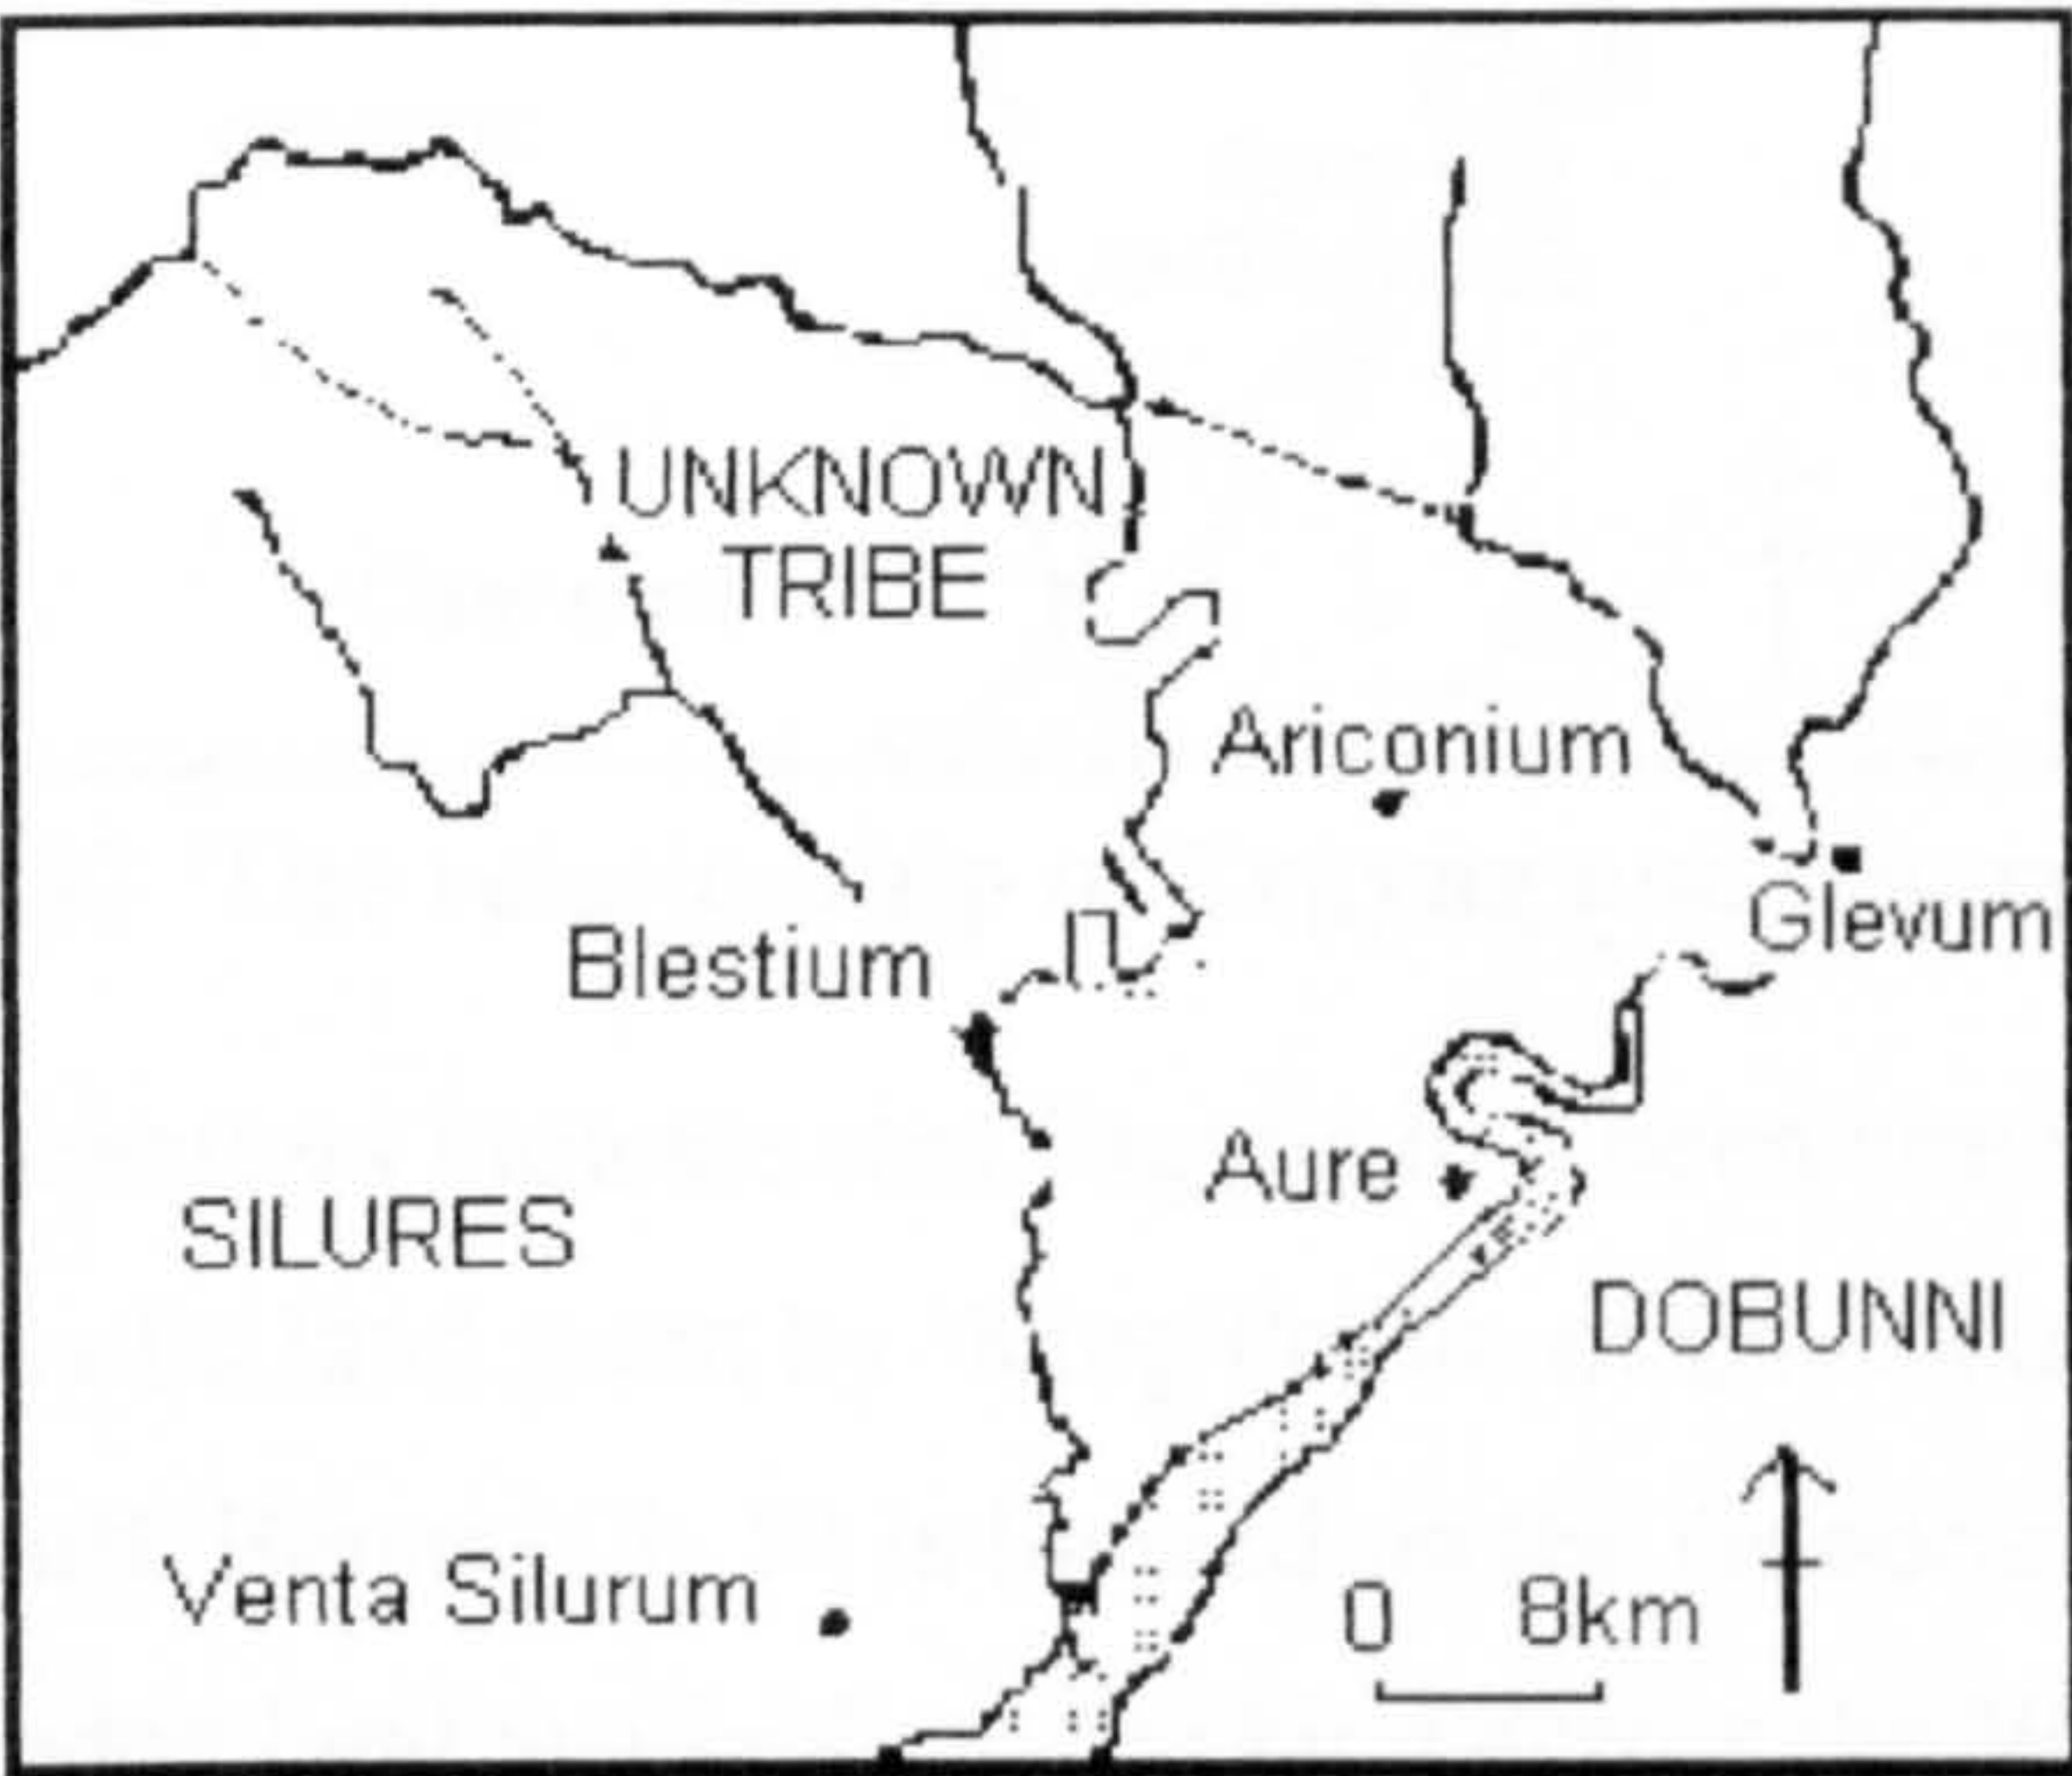 UNKNOWN
TRIBE
Ariconium
Glevum
Blestium
Aure
SILURES
DOBUNNI
Venta Silurum
0 8km